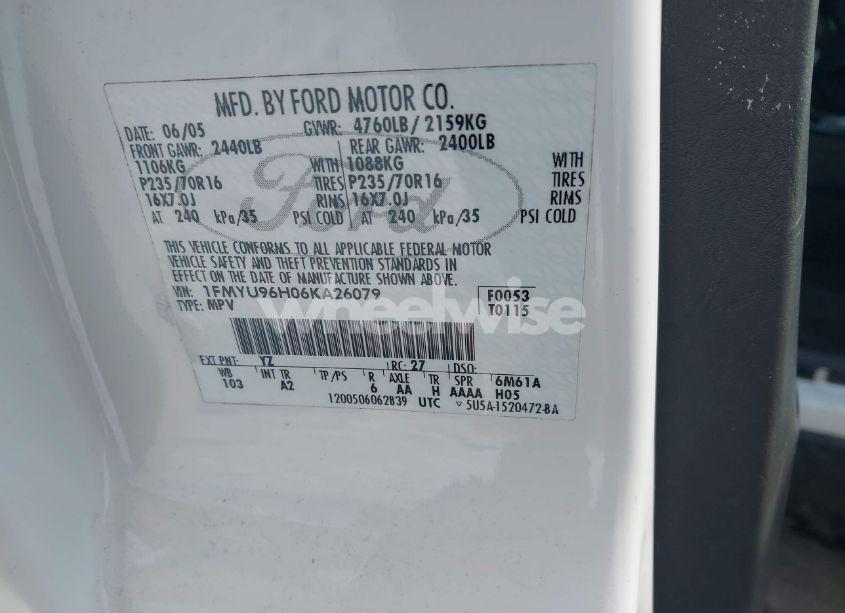 MFD. BY FORD MOTOR CO.
DATE: 06/05 GVWR: 4760LB / 2159KG
FRONT GAWR: 2440LB REAR GAWR: 2400LB
1106KG WITH 1088KG WITH
P235/70R16 TIRES P235/70R16 TIRES
16X7.0J RIMS 16X7.0J RIMS
AT 240 kPa/35 PSI COLD AT 240 kPa/35 PSI COLD
Ford
THIS VEHICLE CONFORMS TO ALL APPLICABLE FEDERAL MOTOR
VEHICLE SAFETY AND THEFT PREVENTION STANDARDS IN
EFFECT ON THE DATE OF MANUFACTURE SHOWN ABOVE.
VIN: 1FMYU96H06KA26079 F0053
TYPE: MPV T0115
wheelwise
EXT PNT: YZ RC: 27 DSO:
WB INT TR TP/PS R AXLE TR SPR 6M61A
103 A2 6 AA H AAAA H05
1200506062839 UTC 5U5A-1520472-BA